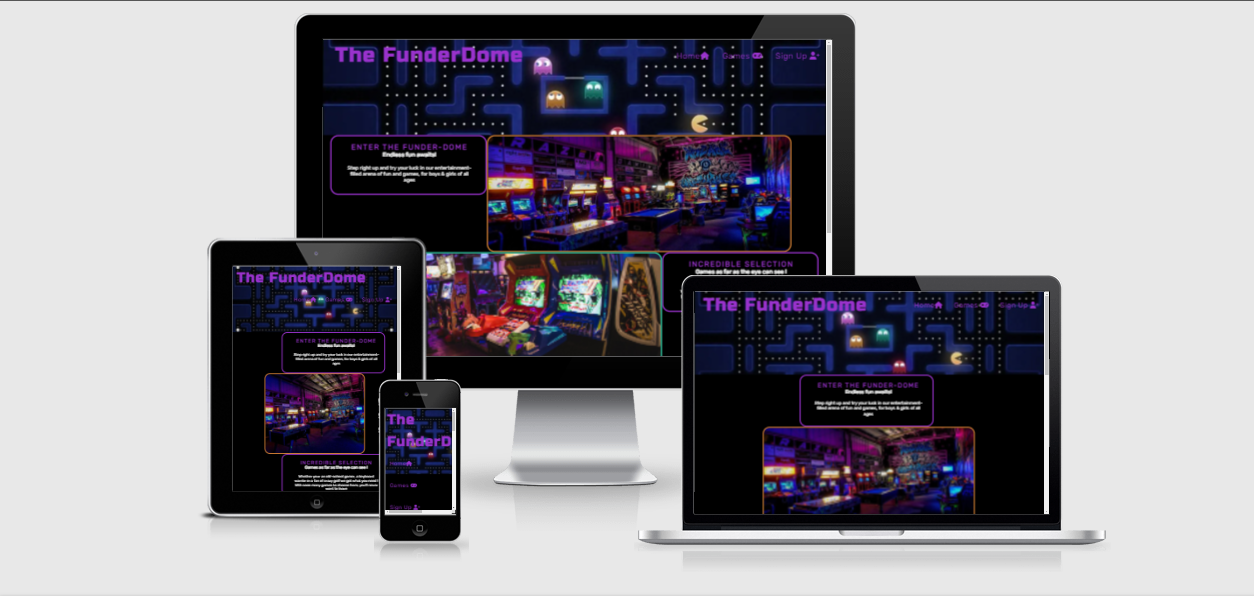 The FunderDome
Home Games Sign Up
ENTER THE FUNDER-DOME
Endless fun awaits!
Step right up and try your luck in our entertainment-
filled arena of fun and games, for boys & girls of all
ages
INCREDIBLE SELECTION
Games as far as the eye can see!
The FunderDome
Games Sign Up
ENTER THE FUNDER-DOME
Endless fun awaits!
Step right up and try your luck in our entertainment-
filled arena of fun and games, for boys & girls of all
ages
INCREDIBLE SELECTION
Games as far as the eye can see!
The
FunderD
Home
Games
Sign Up
The FunderDome
Home Games Sign Up
ENTER THE FUNDER-DOME
Endless fun awaits!
Step right up and try your luck in our entertainment-
filled arena of fun and games, for boys & girls of all
ages